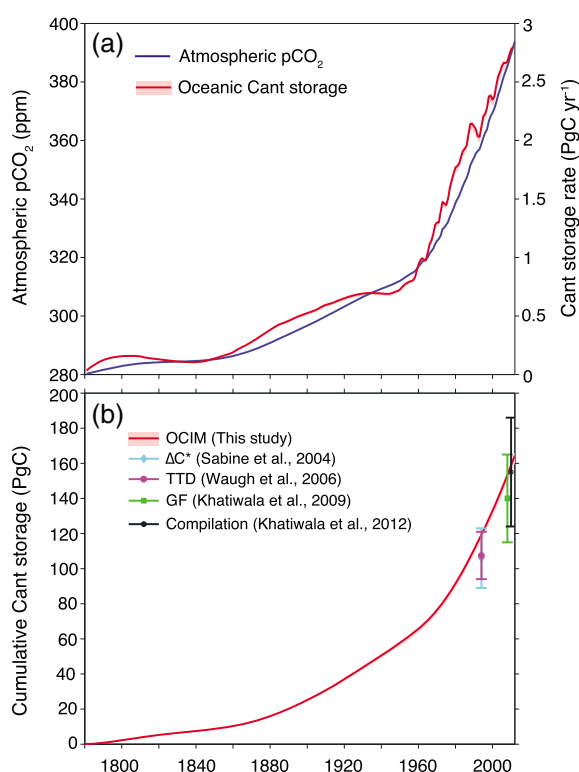 (a)
Atmospheric pCO2
Oceanic Cant storage
Atmospheric pCO2 (ppm)
400
380
360
340
320
300
280
3
2.5
2
1.5
1
0.5
0
Cant storage rate (PgC yr-1)
(b)
OCIM (This study)
ΔC* (Sabine et al., 2004)
TTD (Waugh et al., 2006)
GF (Khatiwala et al., 2009)
Compilation (Khatiwala et al., 2012)
Cumulative Cant storage (PgC)
200
180
160
140
120
100
80
60
40
20
0
1800 1840 1880 1920 1960 2000